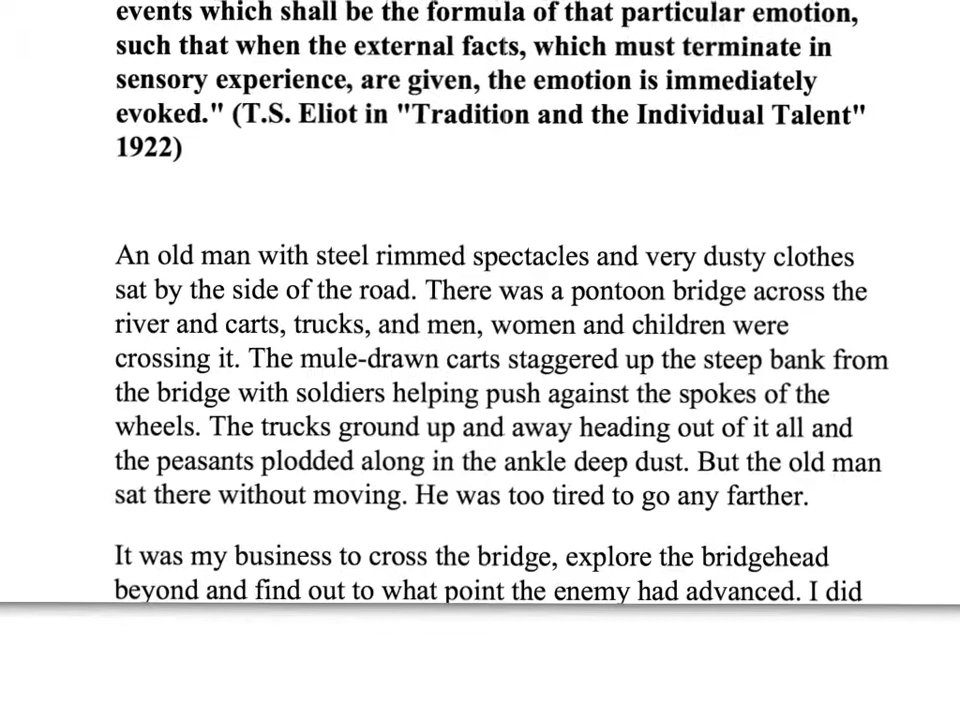 events which shall be the formula of that particular emotion,
such that when the external facts, which must terminate in
sensory experience, are given, the emotion is immediately
evoked." (T.S. Eliot in "Tradition and the Individual Talent"
1922)
An old man with steel rimmed spectacles and very dusty clothes
sat by the side of the road. There was a pontoon bridge across the
river and carts, trucks, and men, women and children were
crossing it. The mule-drawn carts staggered up the steep bank from
the bridge with soldiers helping push against the spokes of the
wheels. The trucks ground up and away heading out of it all and
the peasants plodded along in the ankle deep dust. But the old man
sat there without moving. He was too tired to go any farther.
It was my business to cross the bridge, explore the bridgehead
beyond and find out to what point the enemy had advanced. I did